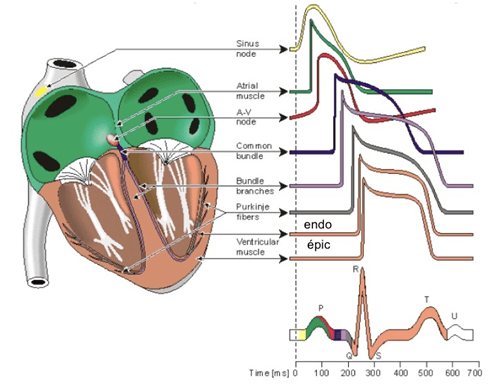 Sinus
node
Atrial
muscle
A-V
node
Common
bundle
Bundle
branches
Purkinje
fibers
endo
Ventricular
muscle
épic
R
P
T
U
Q
S
Time [ms]
0 100 200 300 400 500 600 700